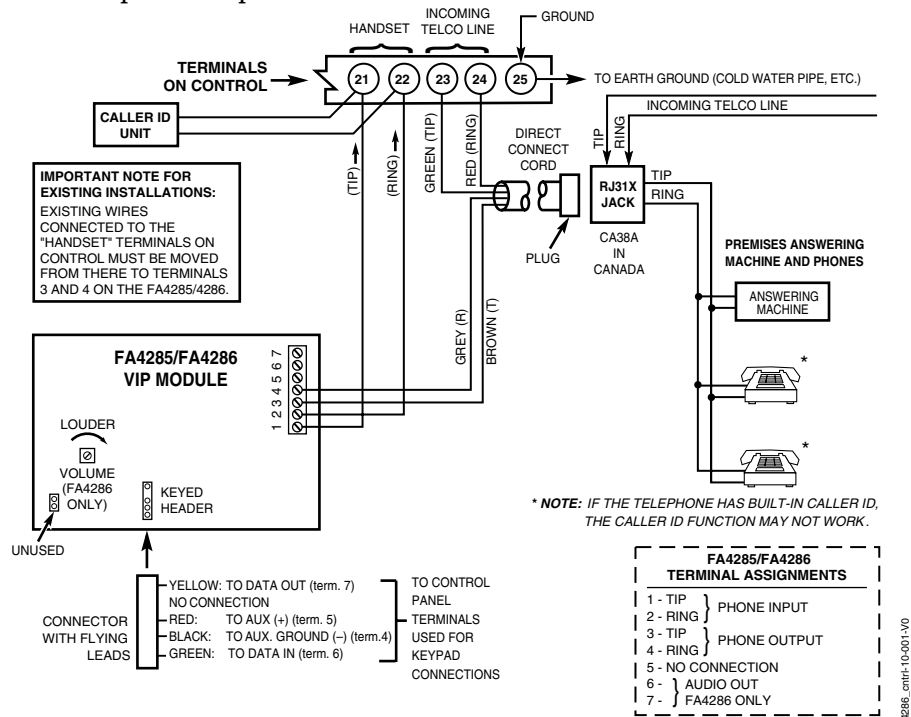 HANDSET
INCOMING
TELCO LINE
GROUND
TERMINALS
ON CONTROL
21 22 23 24 25
TO EARTH GROUND (COLD WATER PIPE, ETC.)
INCOMING TELCO LINE
CALLER ID
UNIT
(TIP)
(RING)
GREEN (TIP)
RED (RING)
DIRECT
CONNECT
CORD
TIP
RING
RJ31X
JACK
TIP
RING
CA38A
IN
CANADA
PLUG
IMPORTANT NOTE FOR
EXISTING INSTALLATIONS:
EXISTING WIRES
CONNECTED TO THE
"HANDSET" TERMINALS ON
CONTROL MUST BE MOVED
FROM THERE TO TERMINALS
3 AND 4 ON THE FA4285/4286.
PREMISES ANSWERING
MACHINE AND PHONES
ANSWERING
MACHINE
*
*
GREY (R)
BROWN (T)
FA4285/FA4286
VIP MODULE
1 2 3 4 5 6 7
LOUDER
VOLUME
(FA4286
ONLY)
KEYED
HEADER
UNUSED
* NOTE: IF THE TELEPHONE HAS BUILT-IN CALLER ID,
THE CALLER ID FUNCTION MAY NOT WORK.
CONNECTOR
WITH FLYING
LEADS
YELLOW: TO DATA OUT (term. 7)
NO CONNECTION
RED: TO AUX (+) (term. 5)
BLACK: TO AUX. GROUND (–) (term.4)
GREEN: TO DATA IN (term. 6)
TO CONTROL
PANEL
TERMINALS
USED FOR
KEYPAD
CONNECTIONS
FA4285/FA4286
TERMINAL ASSIGNMENTS
1 - TIP
2 - RING
PHONE INPUT
3 - TIP
4 - RING
PHONE OUTPUT
5 - NO CONNECTION
6 - AUDIO OUT
7 - FA4286 ONLY